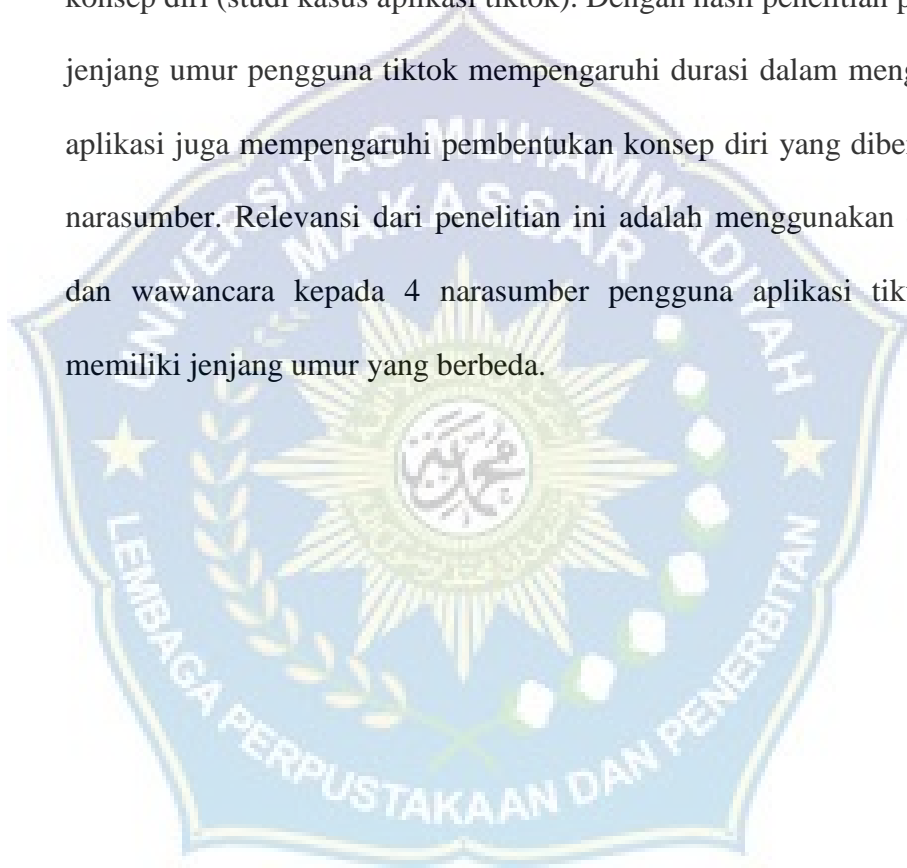 konsep diri (studi kasus aplikasi tiktok). Dengan hasil penelitian
jenjang umur pengguna tiktok mempengaruhi durasi dalam
aplikasi juga mempengaruhi pembentukan konsep diri yang
narasumber. Relevansi dari penelitian ini adalah menggunakan
dan wawancara kepada 4 narasumber pengguna aplikasi
memiliki jenjang umur yang berbeda.
UNIVERSITAS MUHAMMADIYAH
MAKASSAR
LEMBAGA PERPUSTAKAAN DAN PENERBITAN